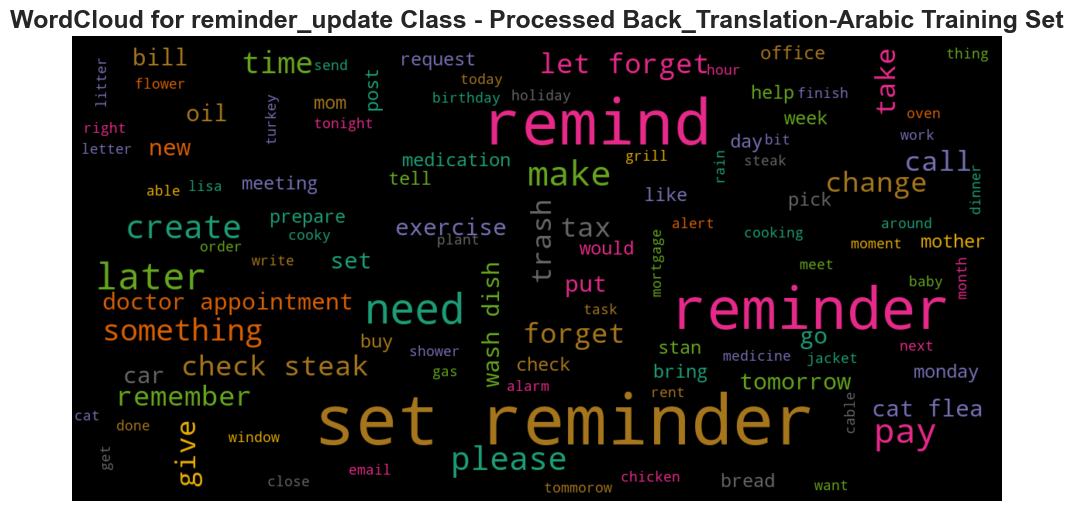 WordCloud for reminder_update Class - Processed Back_Translation-Arabic Training Set
litter
bill
flower
time
send
post
request
let forget
hour
take
office
thing
today
birthday
holiday
help
finish
oil
turkey
mom
tonight
remind
week
oven
work
right
letter
new
medication
grill
day
bit
steak
call
able
lisa
meeting
tell
make
rain
like
change
pick
dinner
create
order
prepare
cooky
exercise
plant
trash
tax
would
alert
cooking
around
moment
mother
write
set
later
wash dish
put
mortgage
meet
baby
month
doctor appointment
need
task
reminder
something
buy
forget
stan
go
next
shower
check
medicine
jacket
check steak
car
gas
alarm
bring
monday
remember
rent
tomorrow
cat
done
give
window
set reminder
cable
cat flea
pay
get
please
close
email
tommorow
chicken
bread
want